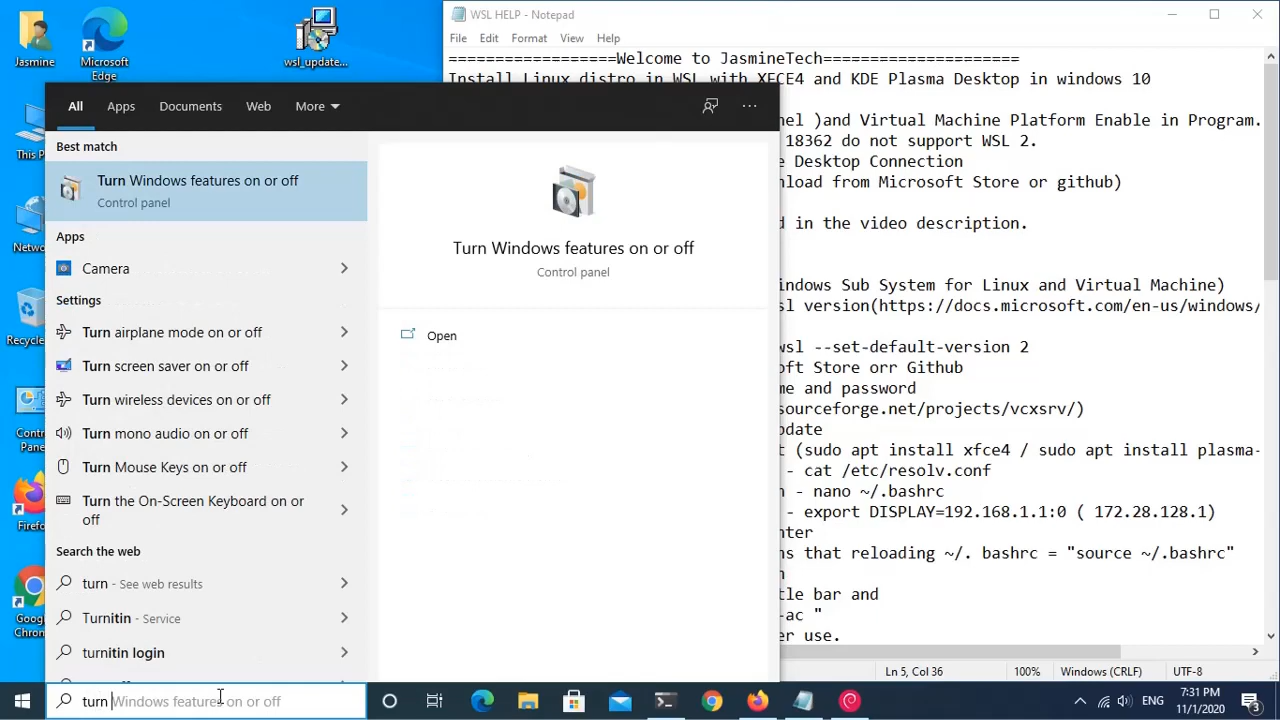 Jasmine
Microsoft
Edge
wsl_update...
WSL HELP - Notepad
File Edit Format View Help
=================Welcome to JasmineTech=====================
Install Linux distro in WSL with XFCE4 and KDE Plasma Desktop in windows 10
nel )and Virtual Machine Platform Enable in Program.
18362 do not support WSL 2.
e Desktop Connection
nload from Microsoft Store or github)
d in the video description.
indows Sub System for Linux and Virtual Machine)
sl version(https://docs.microsoft.com/en-us/windows/
wsl --set-default-version 2
oft Store orr Github
me and password
sourceforge.net/projects/vcxsrv/)
pdate
t (sudo apt install xfce4 / sudo apt install plasma-
- cat /etc/resolv.conf
n - nano ~/.bashrc
- export DISPLAY=192.168.1.1:0 ( 172.28.128.1)
nter
ns that reloading ~/. bashrc = "source ~/.bashrc"
n
tle bar and
-ac "
er use.
Ln 5, Col 36 100% Windows (CRLF) UTF-8
This P
Netwo
Recycle
Cont
Pane
Firefo
Goog
Chron
All Apps Documents Web More
Best match
Turn Windows features on or off
Control panel
Apps
Camera
Settings
Turn airplane mode on or off
Turn screen saver on or off
Turn wireless devices on or off
Turn mono audio on or off
Turn Mouse Keys on or off
Turn the On-Screen Keyboard on or
off
Search the web
turn - See web results
Turnitin - Service
turnitin login
Turn Windows features on or off
Control panel
Open
turn Windows features on or off
ENG
7:31 PM
11/1/2020
3